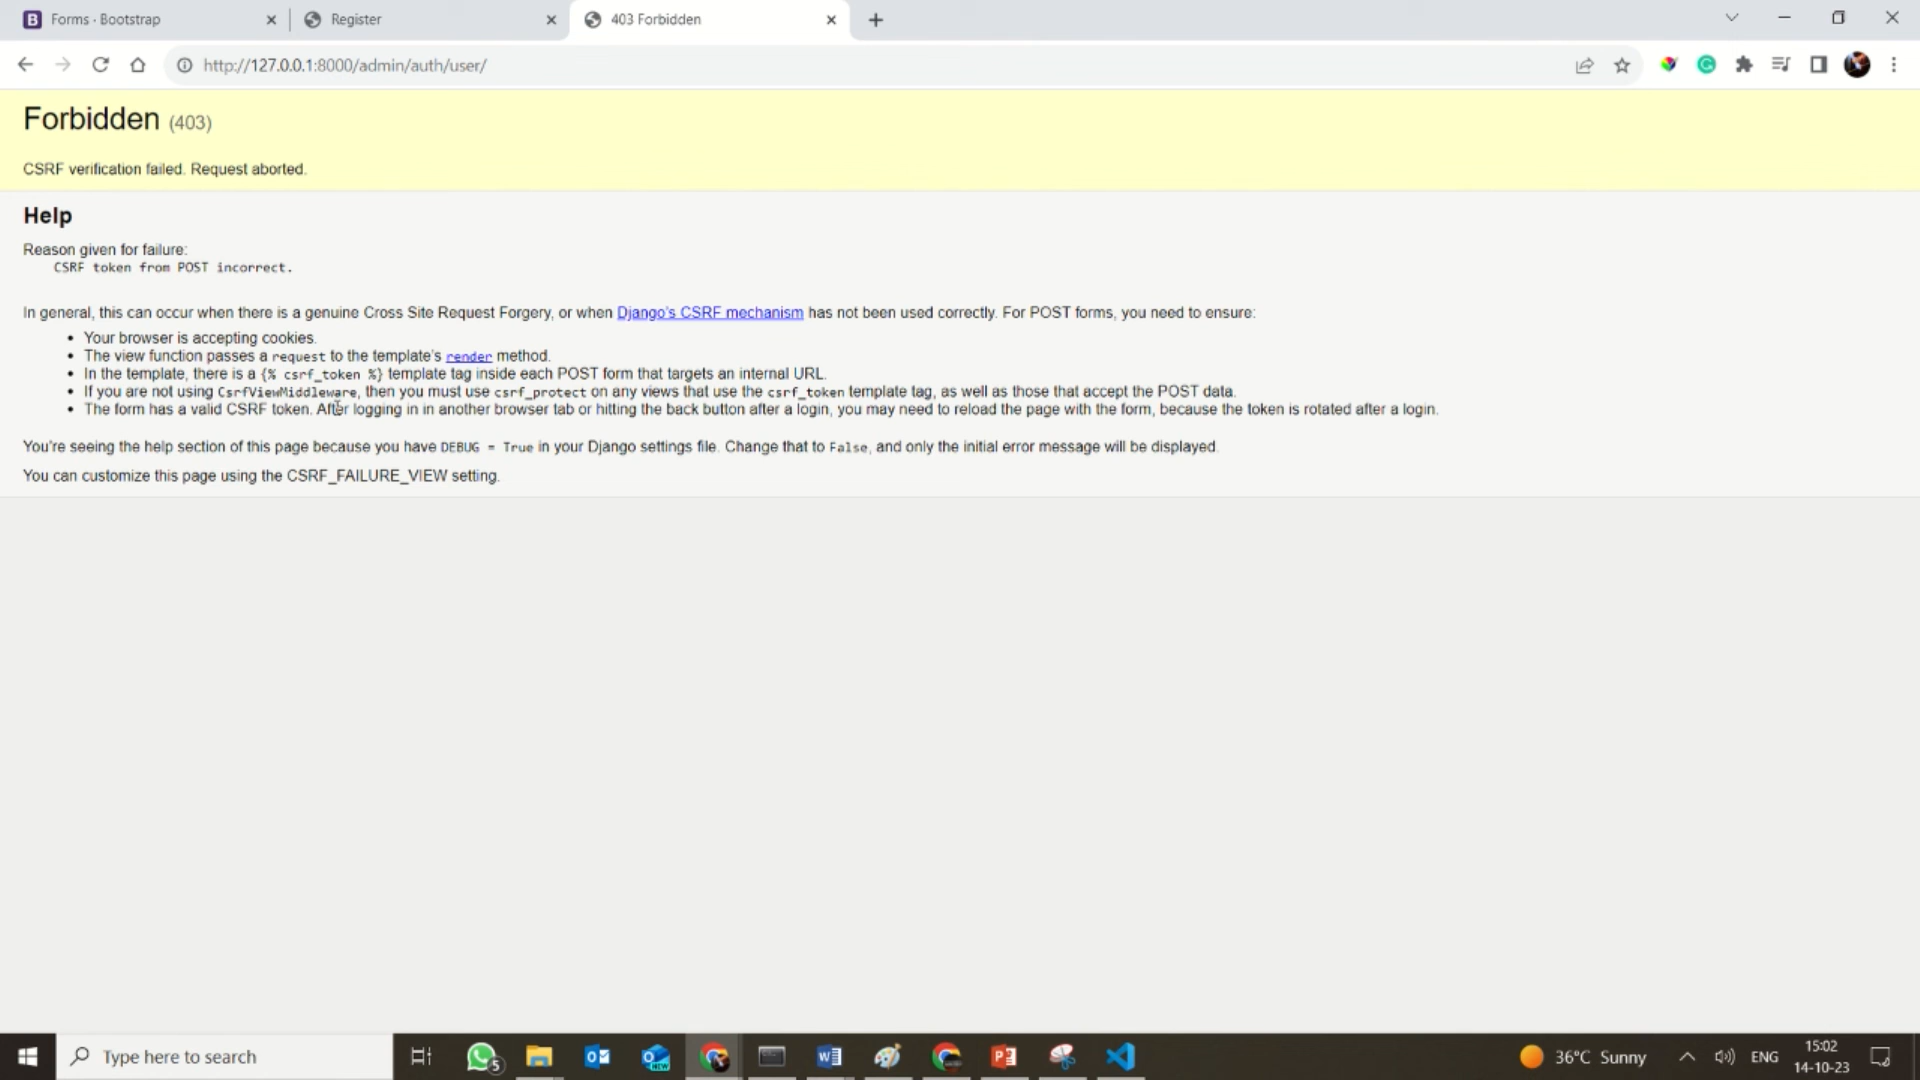 Forms · Bootstrap
Register
403 Forbidden
http://127.0.0.1:8000/admin/auth/user/
Forbidden (403)
CSRF verification failed. Request aborted.
Help
Reason given for failure:
CSRF token from POST incorrect.
In general, this can occur when there is a genuine Cross Site Request Forgery, or when Django's CSRF mechanism has not been used correctly. For POST forms, you need to ensure:
• Your browser is accepting cookies.
• The view function passes a request to the template's render method.
• In the template, there is a {% csrf_token %} template tag inside each POST form that targets an internal URL.
• If you are not using CsrfViewMiddleware, then you must use csrf_protect on any views that use the csrf_token template tag, as well as those that accept the POST data.
• The form has a valid CSRF token. After logging in in another browser tab or hitting the back button after a login, you may need to reload the page with the form, because the token is rotated after a login.
You're seeing the help section of this page because you have DEBUG = True in your Django settings file. Change that to False, and only the initial error message will be displayed.
You can customize this page using the CSRF_FAILURE_VIEW setting.
Type here to search
5
NEW
36°C Sunny
ENG
15:02
14-10-23